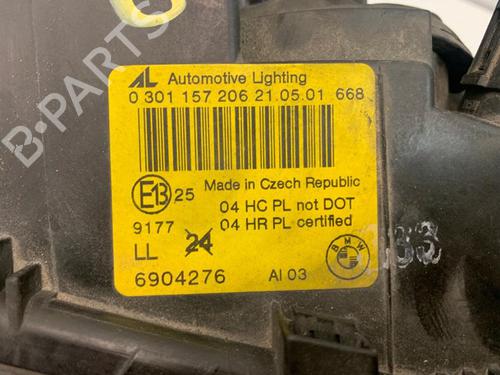 AL Automotive Lighting
0 301 157 206 21.05.01 668
E13 25
Made in Czech Republic
04 HC PL not DOT
9177
04 HR PL certified
LL 24
6904276
Al 03
BMW
B-PARTS